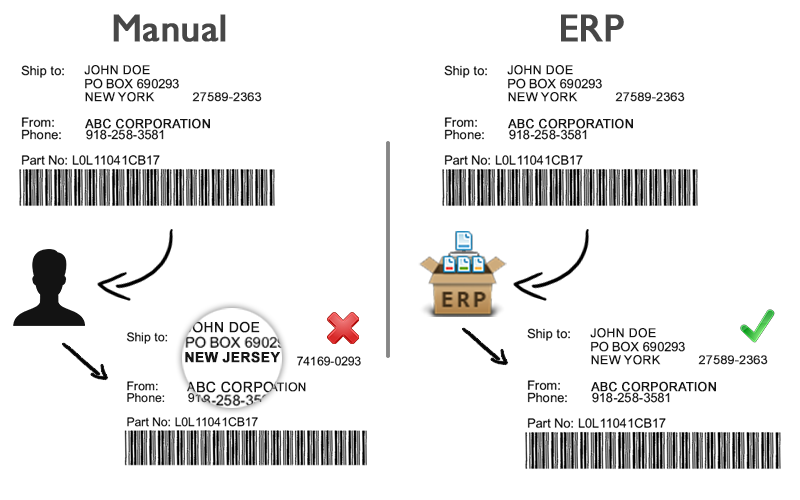 Manual
Ship to: JOHN DOE
PO BOX 690293
NEW YORK 27589-2363
From: ABC CORPORATION
Phone: 918-258-3581
Part No: L0L11041CB17
Ship to: JOHN DOE
PO BOX 69029
NEW JERSEY 74169-0293
From: ABC CORPOATION
Phone: 918-258-35
Part No: L0L11041CB17
ERP
Ship to: JOHN DOE
PO BOX 690293
NEW YORK 27589-2363
From: ABC CORPORATION
Phone: 918-258-3581
Part No: L0L11041CB17
ERP
Ship to: JOHN DOE
PO BOX 690293
NEW YORK 27589-2363
From: ABC CORPORATION
Phone: 918-258-3581
Part No: L0L11041CB17